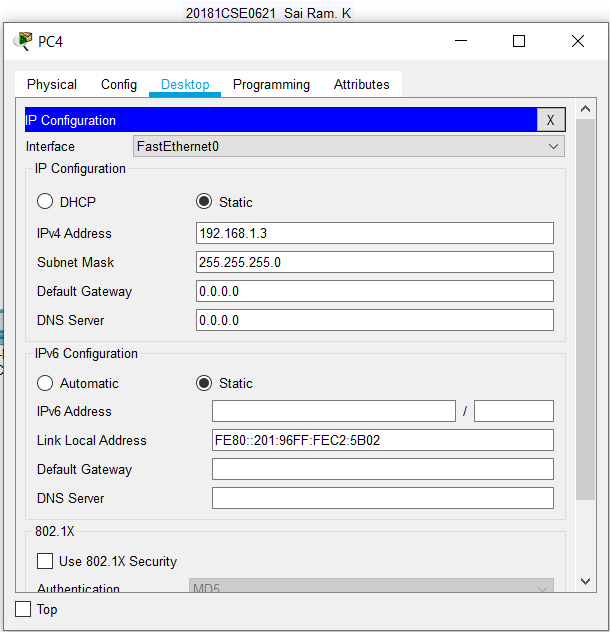 20181CSE0621 Sai Ram. K
PC4
Physical Config Desktop Programming Attributes
IP Configuration X
Interface FastEthernet0
IP Configuration
DHCP Static
IPv4 Address 192.168.1.3
Subnet Mask 255.255.255.0
Default Gateway 0.0.0.0
DNS Server 0.0.0.0
IPv6 Configuration
Automatic Static
IPv6 Address /
Link Local Address FE80::201:96FF:FEC2:5B02
Default Gateway
DNS Server
802.1X
Use 802.1X Security
Authentication MD5
Top